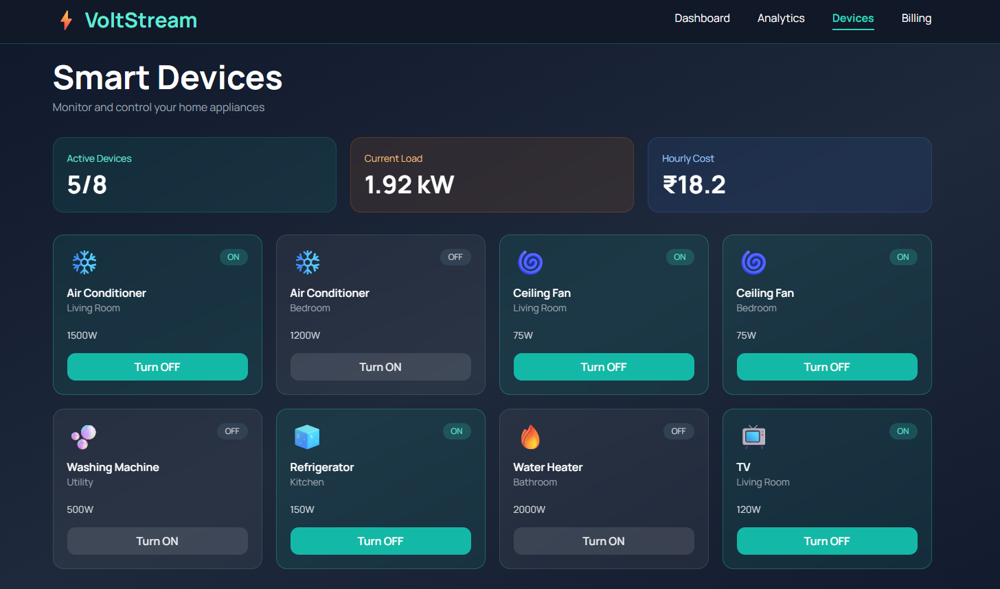 VoltStream
Dashboard Analytics Devices Billing
Smart Devices
Monitor and control your home appliances
Active Devices
5/8
Current Load
1.92 kW
Hourly Cost
₹18.2
ON
Air Conditioner
Living Room
1500W
Turn OFF
OFF
Air Conditioner
Bedroom
1200W
Turn ON
ON
Ceiling Fan
Living Room
75W
Turn OFF
ON
Ceiling Fan
Bedroom
75W
Turn OFF
OFF
Washing Machine
Utility
500W
Turn ON
ON
Refrigerator
Kitchen
150W
Turn OFF
OFF
Water Heater
Bathroom
2000W
Turn ON
ON
TV
Living Room
120W
Turn OFF